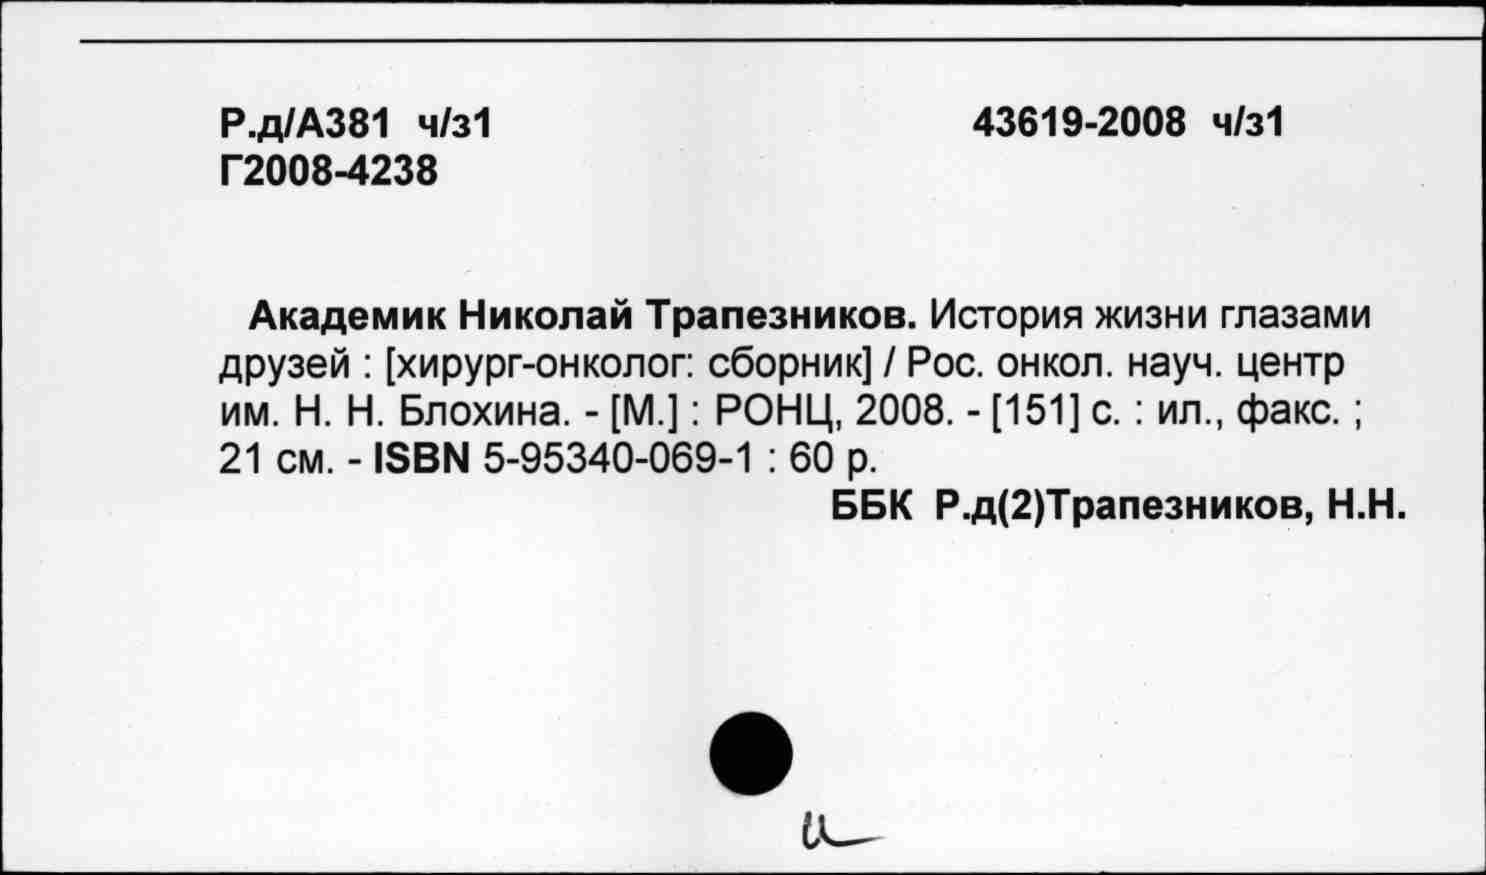 Р.д/А381 ч/з1 43619-2008 ч/з1
Г2008-4238
Академик Николай Трапезников. История жизни глазами
друзей : [хирург-онколог: сборник] / Рос. онкол. науч. центр
им. Н. Н. Блохина. - [М.] : РОНЦ, 2008. - [151] с. : ил., факс. ;
21 см. - ISBN 5-95340-069-1 : 60 р.
ББК Р.д(2)Трапезников, Н.Н.